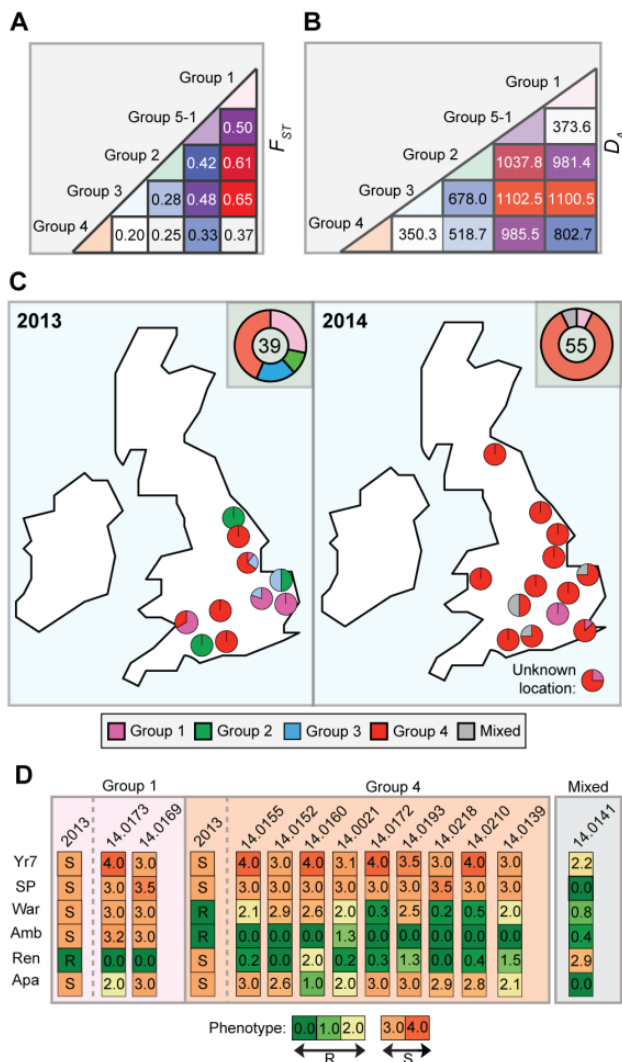 A
Group 1
Group 5-1
0.50
Group 2
0.42 0.61
Group 3
0.28 0.48 0.65
Group 4
0.20 0.25 0.33 0.37
F_ST
B
Group 1
Group 5-1
373.6
Group 2
1037.8 981.4
Group 3
678.0 1102.5 1100.5
Group 4
350.3 518.7 985.5 802.7
D_A
C
2013
39
2014
55
Unknown
location:
Group 1 Group 2 Group 3 Group 4 Mixed
D
Group 1 Group 4 Mixed
2013 14.0173 14.0169 2013 14.0155 14.0152 14.0160 14.0021 14.0172 14.0193 14.0218 14.0210 14.0139 14.0141
Yr7 S 4.0 3.0 S 4.0 3.0 4.0 3.1 4.0 3.5 3.0 4.0 3.0 2.2
SP S 3.0 3.5 S 3.0 3.0 3.0 3.0 3.0 3.0 3.5 3.0 3.0 0.0
War S 3.0 3.0 R 2.1 2.9 2.6 2.0 0.3 2.5 0.2 0.5 2.0 0.8
Amb S 3.2 3.0 R 0.0 0.0 0.0 1.3 0.0 0.0 0.0 0.0 0.0 0.4
Ren R 0.0 0.0 S 0.2 0.0 2.0 0.2 0.3 1.3 0.2 0.4 1.5 2.9
Apa S 2.0 3.0 S 3.0 2.6 1.0 2.0 3.0 3.0 2.9 2.8 2.1 0.0
Phenotype: 0.0 1.0 2.0 3.0 4.0
R S